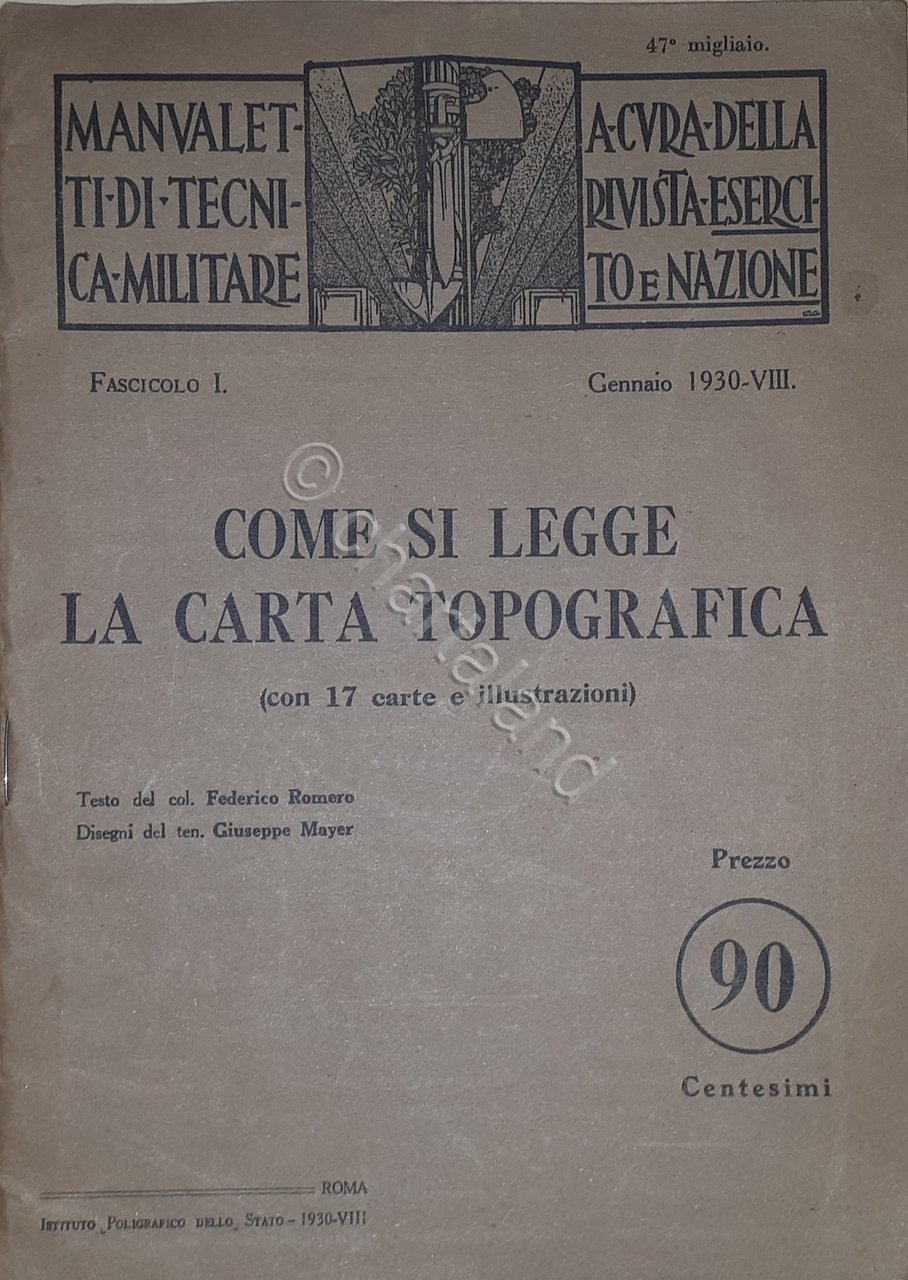 47° migliaio.
MANVALET-
TI·DI·TECNI-
CA·MILITARE
A·CVRA·DELLA
RIVISTA·ESERCI-
TO E NAZIONE
FASCICOLO I.
Gennaio 1930-VIII.
COME SI LEGGE
LA CARTA TOPOGRAFICA
(con 17 carte e illustrazioni)
Testo del col. Federico Romero
Disegni del ten. Giuseppe Mayer
Prezzo
90
Centesimi
ROMA
ISTITUTO POLIGRAFICO DELLO STATO - 1930-VIII
© chartaland